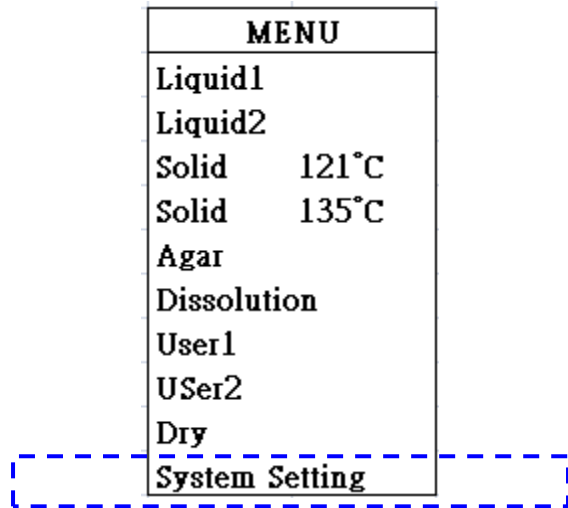 MENU
Liquid1
Liquid2
Solid 121°C
Solid 135°C
Agar
Dissolution
User1
USer2
Dry
System Setting